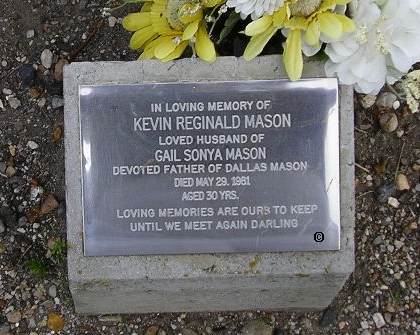 IN LOVING MEMORY OF
KEVIN REGINALD MASON
LOVED HUSBAND OF
GAIL SONYA MASON
DEVOTED FATHER OF DALLAS MASON
DIED MAY 29. 1961
AGED 30 YRS.
LOVING MEMORIES ARE OURS TO KEEP
UNTIL WE MEET AGAIN DARLING
©